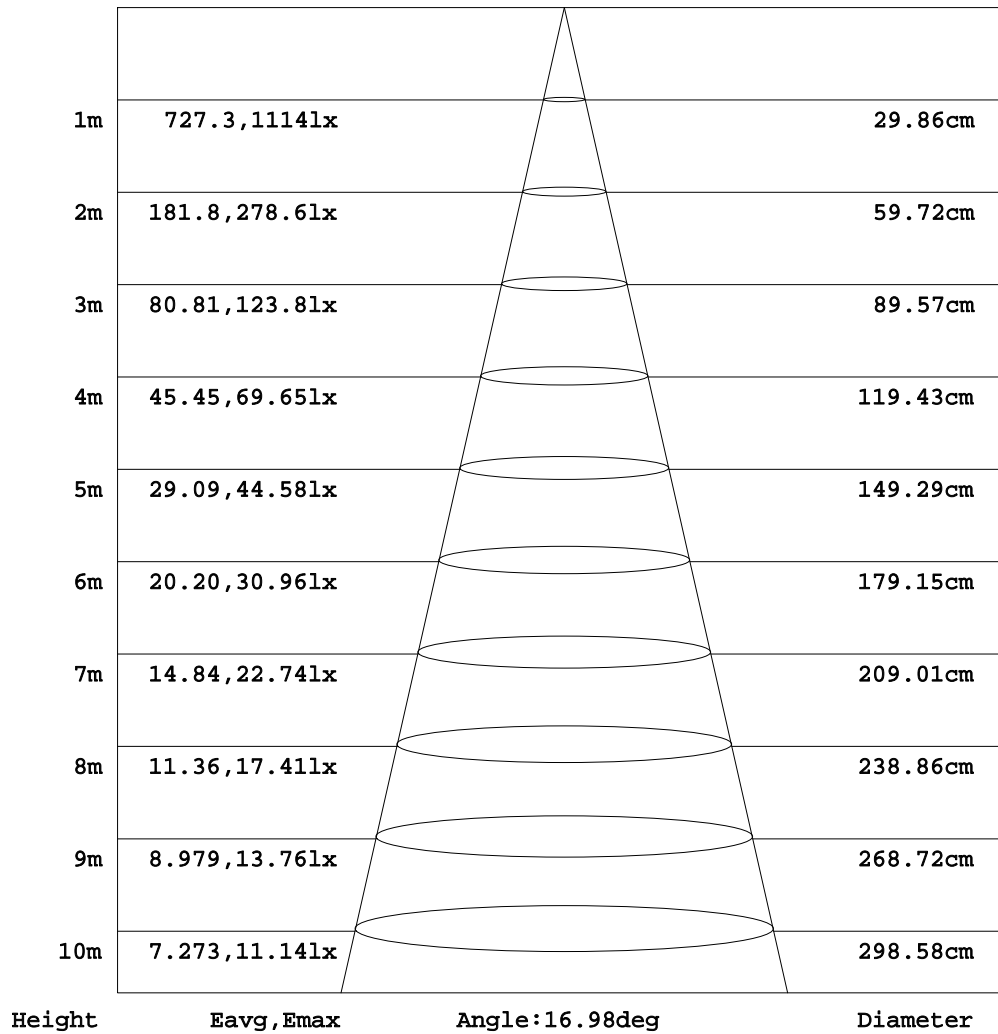 1m 727.3,1114lx 29.86cm
2m 181.8,278.6lx 59.72cm
3m 80.81,123.8lx 89.57cm
4m 45.45,69.65lx 119.43cm
5m 29.09,44.58lx 149.29cm
6m 20.20,30.96lx 179.15cm
7m 14.84,22.74lx 209.01cm
8m 11.36,17.41lx 238.86cm
9m 8.979,13.76lx 268.72cm
10m 7.273,11.14lx 298.58cm
Height Eavg,Emax Angle:16.98deg Diameter